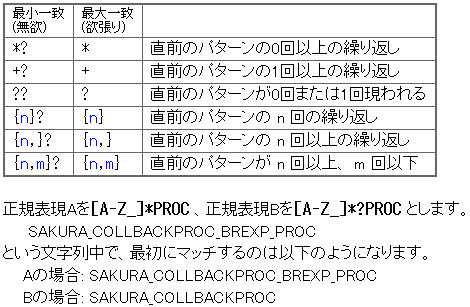 最小一致 最大一致
(無欲) (欲張り)
*? * 直前のパターンの0回以上の繰り返し
+? + 直前のパターンの1回以上の繰り返し
?? ? 直前のパターンが0回または1回現われる
{n}? {n} 直前のパターンの n 回の繰り返し
{n,}? {n,} 直前のパターンの n 回以上の繰り返し
{n,m}? {n,m} 直前のパターンが n 回以上、 m 回以下
正規表現Aを[A-Z_]*PROC 、正規表現Bを[A-Z_]*?PROC とします。
SAKURA_COLLBACKPROC_BREXP_PROC
という文字列中で、最初にマッチするのは以下のようになります。
Aの場合: SAKURA_COLLBACKPROC_BREXP_PROC
Bの場合: SAKURA_COLLBACKPROC